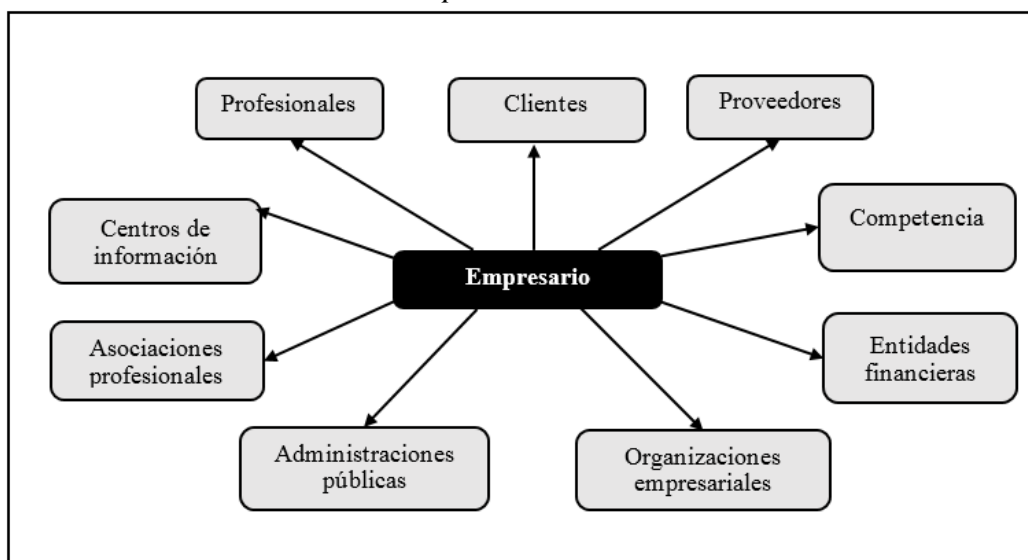 Profesionales
Clientes
Proveedores
Centros de
información
Competencia
Empresario
Asociaciones
profesionales
Entidades
financieras
Administraciones
públicas
Organizaciones
empresariales